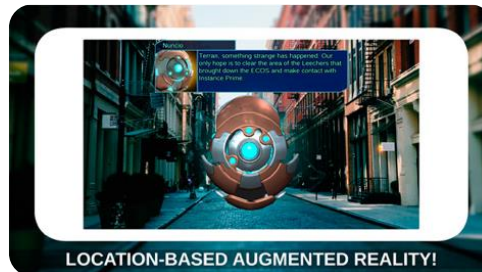 Nuncio
Terran, something strange has happened. Our
only hope is to clear the area of the Leechers that
brought down the ECOS and make contact with
Instance Prime
LOCATION-BASED AUGMENTED REALITY!